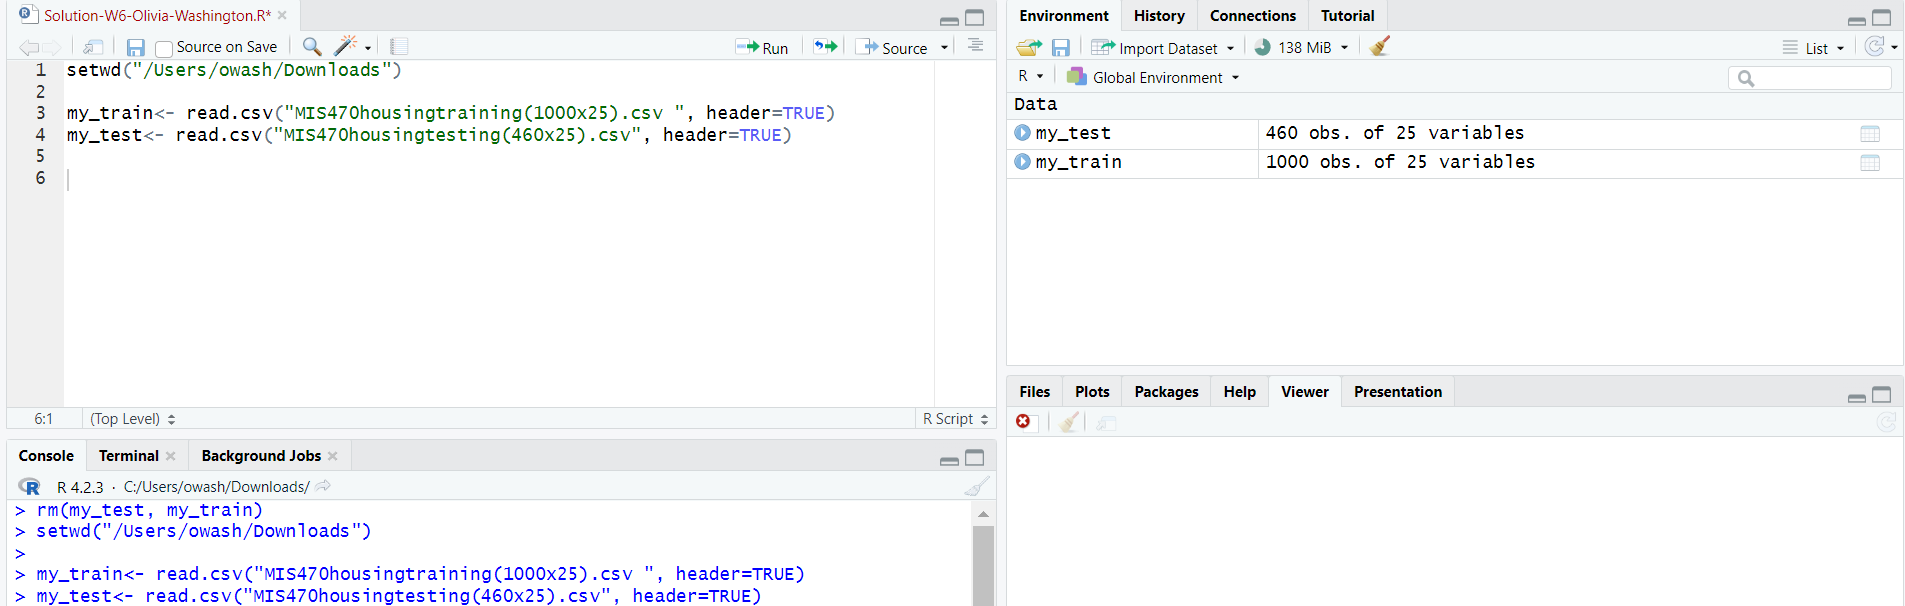 Solution-W6-Olivia-Washington.R*
Source on Save
Run
Source
1 setwd("/Users/owash/Downloads")
2
3 my_train<- read.csv("MIS470housingtraining(1000x25).csv ", header=TRUE)
4 my_test<- read.csv("MIS470housingtesting(460x25).csv", header=TRUE)
5
6
6:1 (Top Level) R Script
Console Terminal Background Jobs
R 4.2.3 · C:/Users/owash/Downloads/
> rm(my_test, my_train)
> setwd("/Users/owash/Downloads")
>
> my_train<- read.csv("MIS470housingtraining(1000x25).csv ", header=TRUE)
> my_test<- read.csv("MIS470housingtesting(460x25).csv", header=TRUE)
Environment History Connections Tutorial
Import Dataset 138 MiB List
R Global Environment
Data
my_test 460 obs. of 25 variables
my_train 1000 obs. of 25 variables
Files Plots Packages Help Viewer Presentation